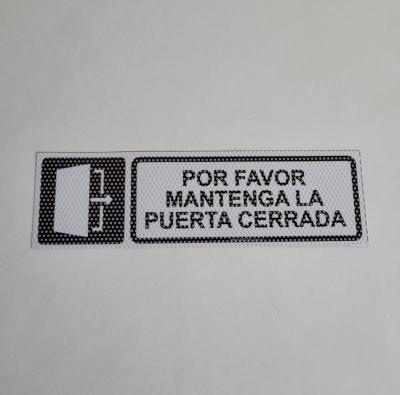 POR FAVOR
MANTENGA LA
PUERTA CERRADA